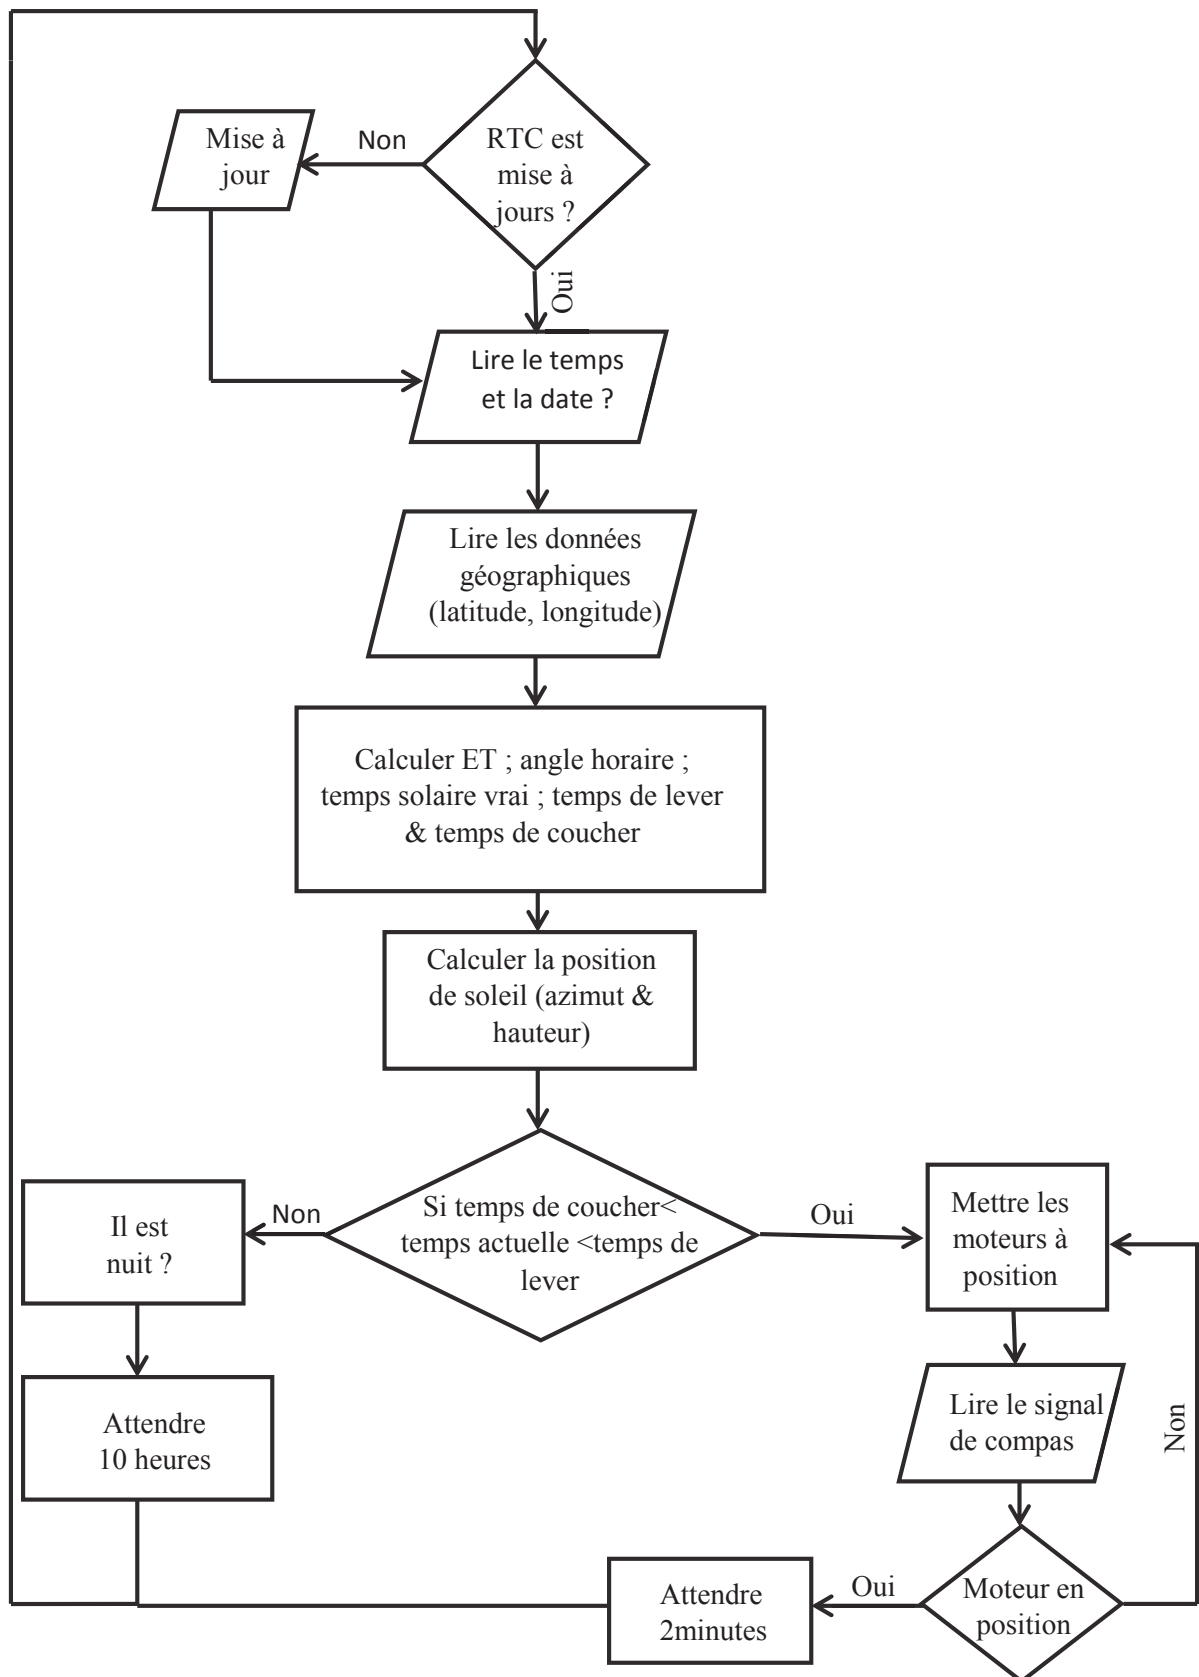 RTC est
mise à
jours ?
Non
Mise à
jour
Oui
Lire le temps
et la date ?
Lire les données
géographiques
(latitude, longitude)
Calculer ET ; angle horaire ;
temps solaire vrai ; temps de lever
& temps de coucher
Calculer la position
de soleil (azimut &
hauteur)
Si temps de coucher<
temps actuelle <temps de
lever
Non
Il est
nuit ?
Attendre
10 heures
Oui
Mettre les
moteurs à
position
Lire le signal
de compas
Non
Moteur en
position
Oui
Attendre
2minutes